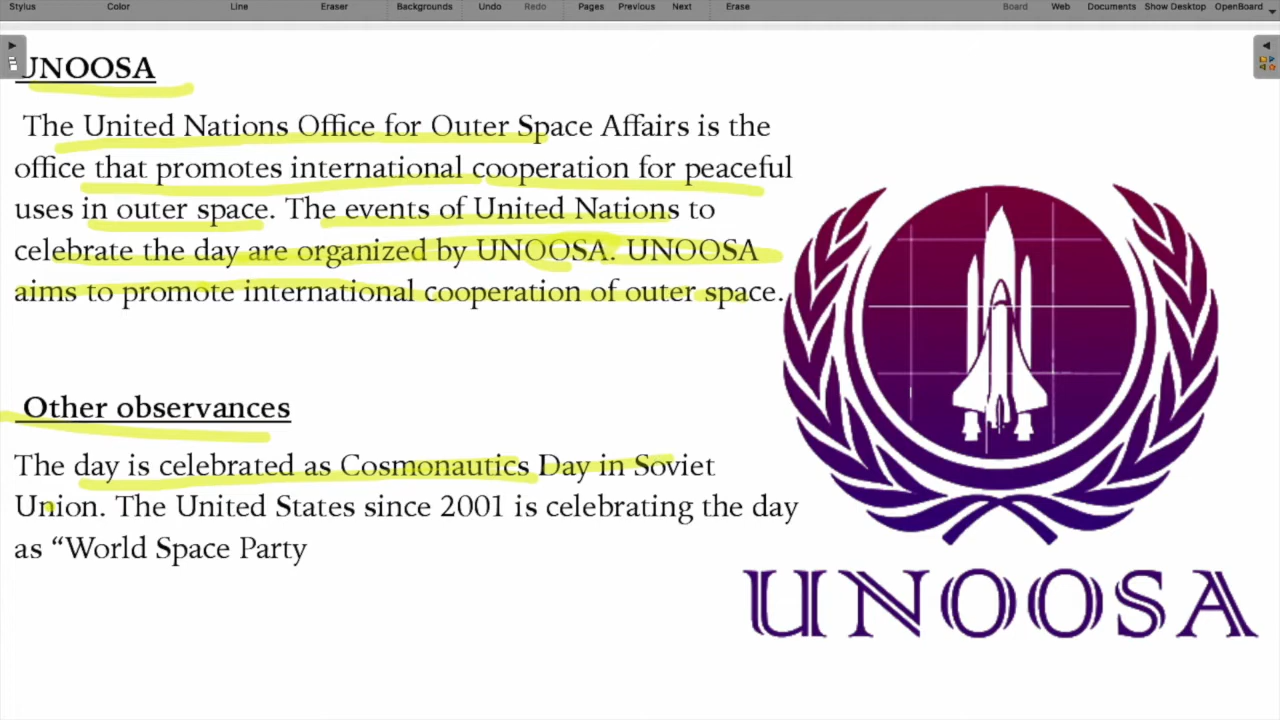 Stylus Color Line Eraser Backgrounds Undo Redo Pages Previous Next Erase Board Web Documents Show Desktop OpenBoard
UNOOSA
The United Nations Office for Outer Space Affairs is the
office that promotes international cooperation for peaceful
uses in outer space. The events of United Nations to
celebrate the day are organized by UNOOSA. UNOOSA
aims to promote international cooperation of outer space.
Other observances
The day is celebrated as Cosmonautics Day in Soviet
Union. The United States since 2001 is celebrating the day
as “World Space Party
UNOOSA